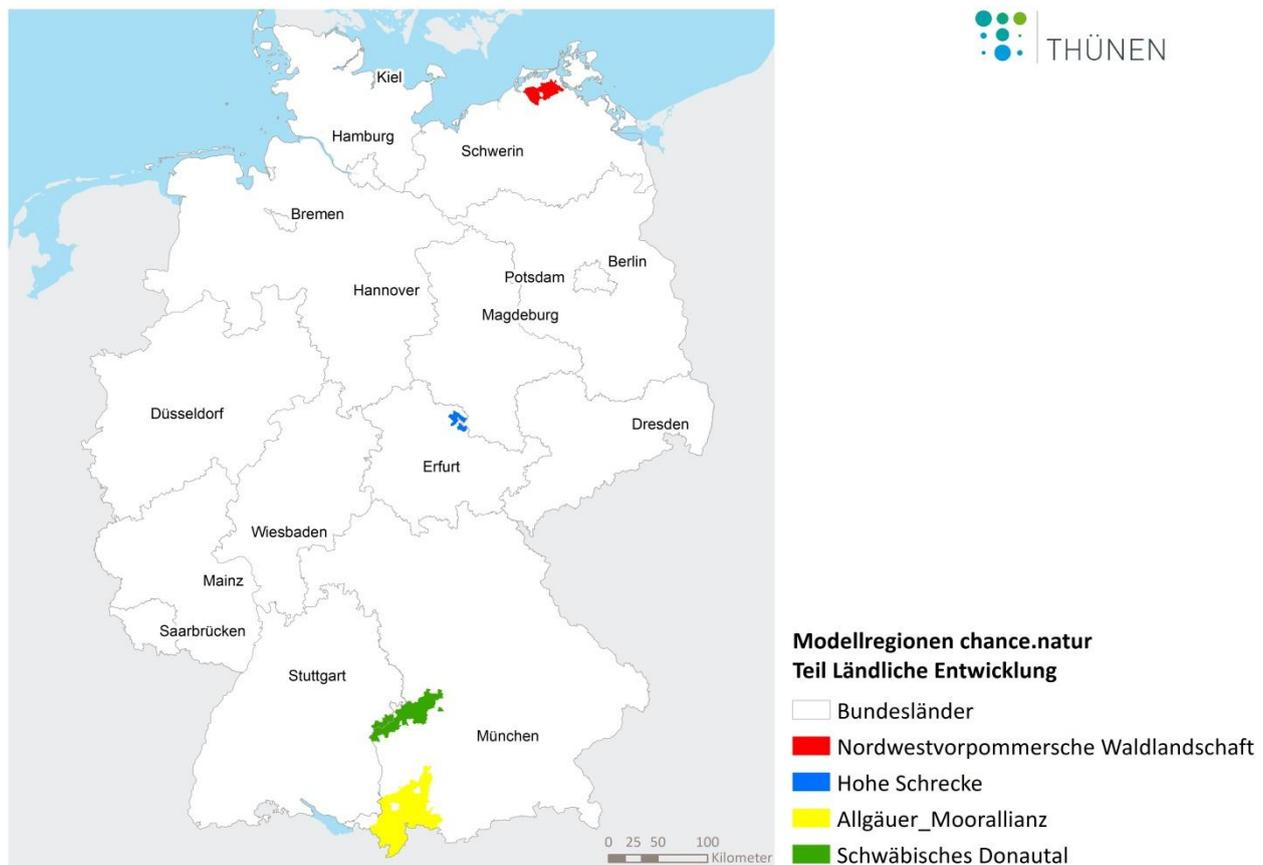 THÜNEN
Kiel
Hamburg
Schwerin
Bremen
Berlin
Potsdam
Hannover
Magdeburg
Düsseldorf
Dresden
Erfurt
Wiesbaden
Mainz
Saarbrücken
Stuttgart
München
0 25 50 100
Kilometer
Modellregionen chance.natur
Teil Ländliche Entwicklung
Bundesländer
Nordwestvorpommersche Waldlandschaft
Hohe Schrecke
Allgäuer_Moorallianz
Schwäbisches Donautal